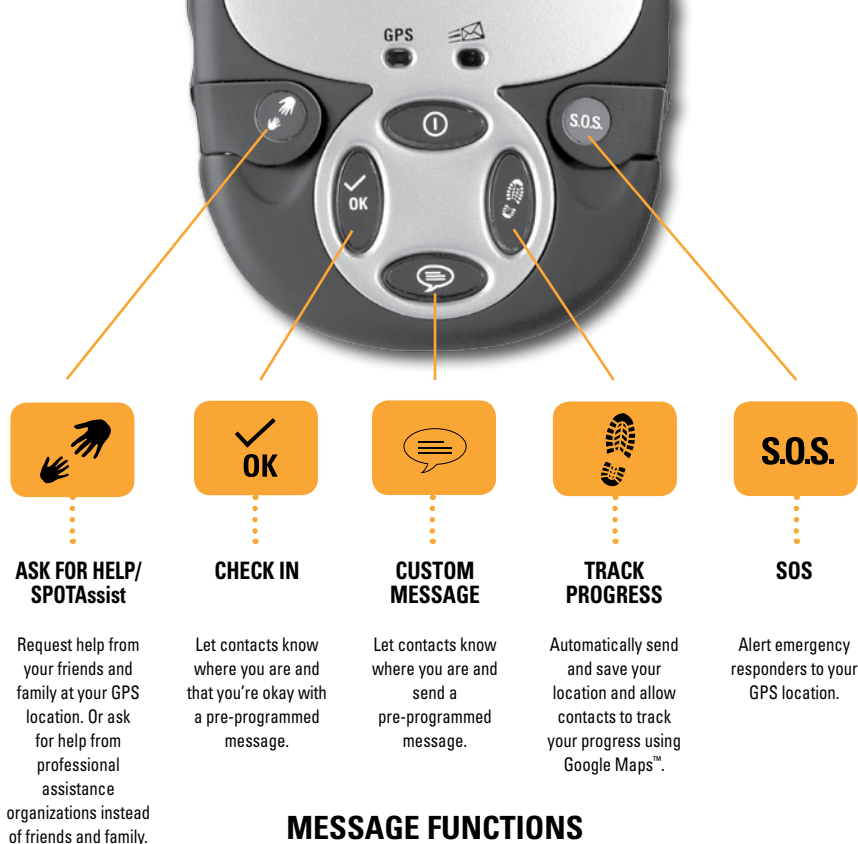 GPS
S.O.S.
OK
OK
S.O.S.
ASK FOR HELP/
SPOTAssist
Request help from
your friends and
family at your GPS
location. Or ask
for help from
professional
assistance
organizations instead
of friends and family.
CHECK IN
Let contacts know
where you are and
that you're okay with
a pre-programmed
message.
CUSTOM
MESSAGE
Let contacts know
where you are and
send a
pre-programmed
message.
TRACK
PROGRESS
Automatically send
and save your
location and allow
contacts to track
your progress using
Google Maps™.
SOS
Alert emergency
responders to your
GPS location.
MESSAGE FUNCTIONS